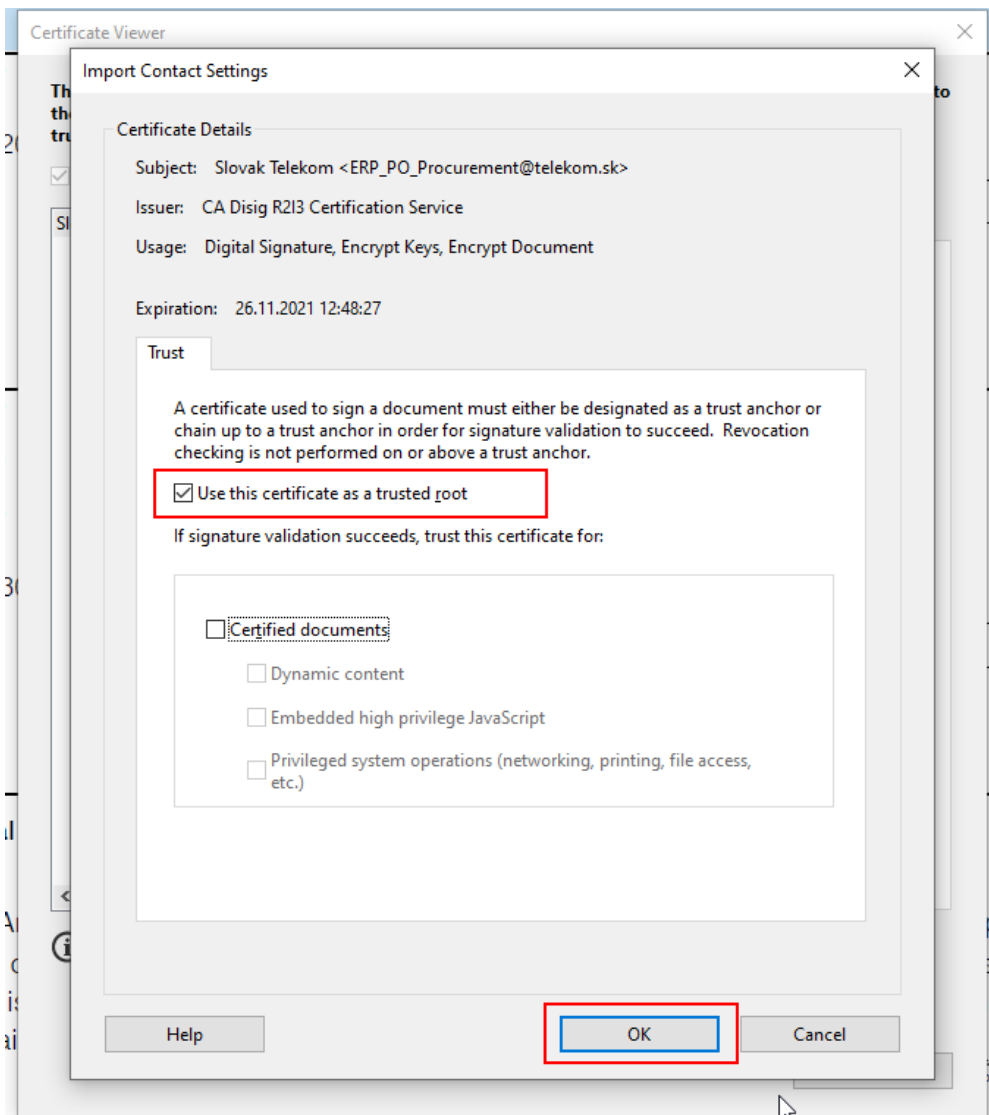 Certificate Viewer
Import Contact Settings
Th
to
the
tru
Certificate Details
Subject: Slovak Telekom <ERP_PO_Procurement@telekom.sk>
Issuer: CA Disig R2I3 Certification Service
Usage: Digital Signature, Encrypt Keys, Encrypt Document
Expiration: 26.11.2021 12:48:27
Trust
A certificate used to sign a document must either be designated as a trust anchor or
chain up to a trust anchor in order for signature validation to succeed. Revocation
checking is not performed on or above a trust anchor.
Use this certificate as a trusted root
If signature validation succeeds, trust this certificate for:
Certified documents
Dynamic content
Embedded high privilege JavaScript
Privileged system operations (networking, printing, file access,
etc.)
Help
OK
Cancel